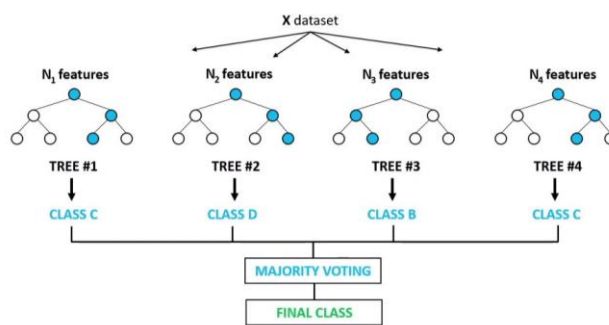 X dataset
N₁ features N₂ features N₃ features N₄ features
TREE #1 TREE #2 TREE #3 TREE #4
CLASS C CLASS D CLASS B CLASS C
MAJORITY VOTING
FINAL CLASS